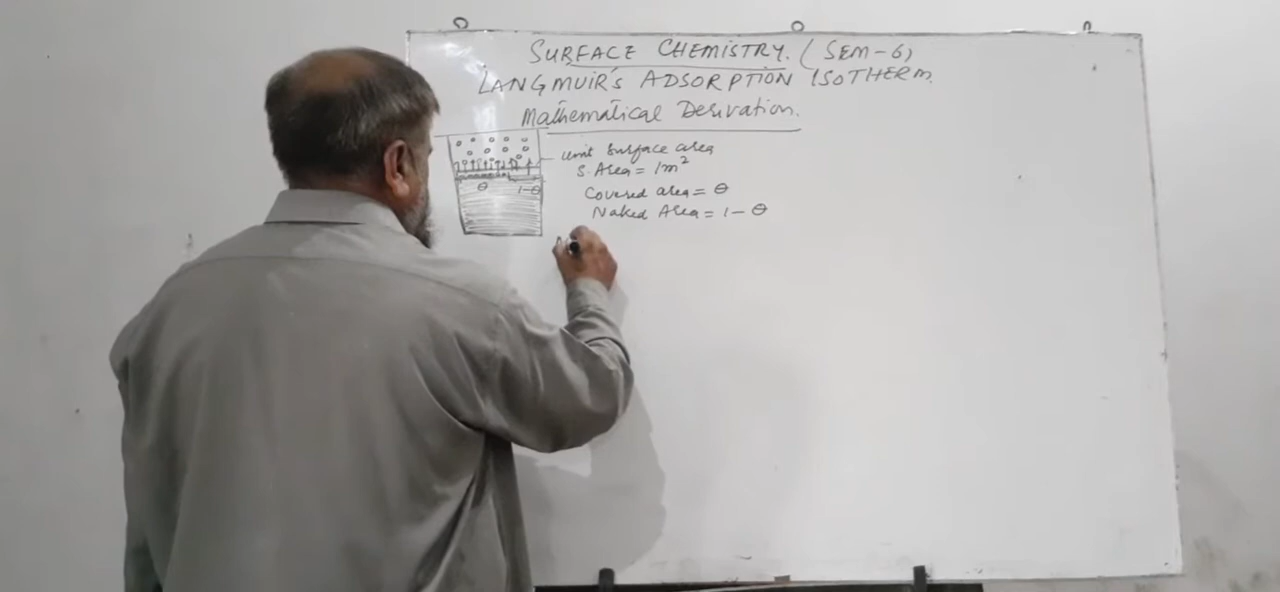 SURFACE CHEMISTRY. (SEM-6)
LANGMUIR'S ADSORPTION ISOTHERM.
Mathematical Derivation.
unit surface area
S. Area = 1m²
Covered area = θ
Naked Area = 1 - θ
θ 1-θ